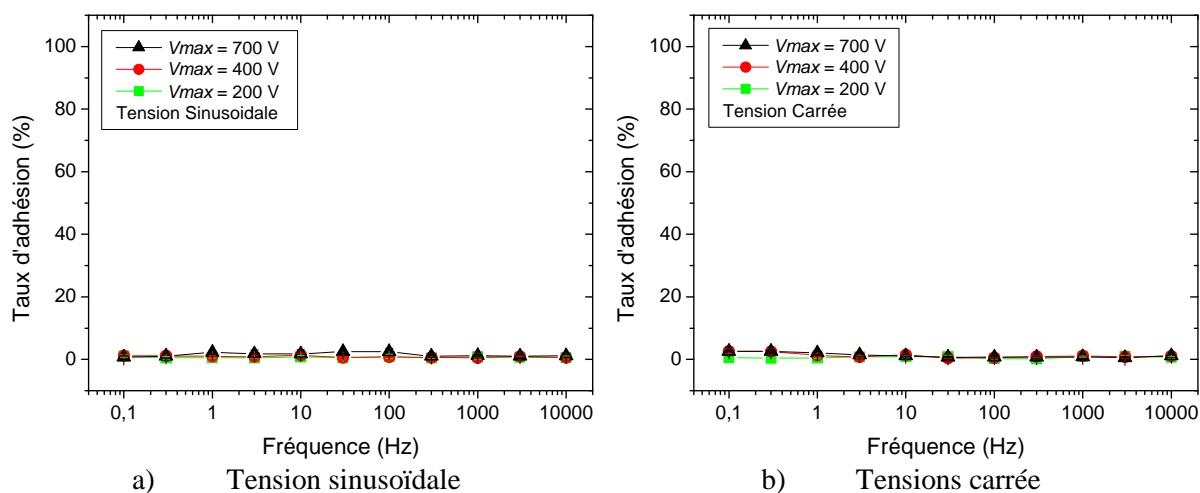 100
80
60
40
20
0
Taux d'adhésion (%)
Vmax = 700 V
Vmax = 400 V
Vmax = 200 V
Tension Sinusoidale
0,1 1 10 100 1000 10000
Fréquence (Hz)
a) Tension sinusoïdale
100
80
60
40
20
0
Taux d'adhésion (%)
Vmax = 700 V
Vmax = 400 V
Vmax = 200 V
Tension Carrée
0,1 1 10 100 1000 10000
Fréquence (Hz)
b) Tensions carrée